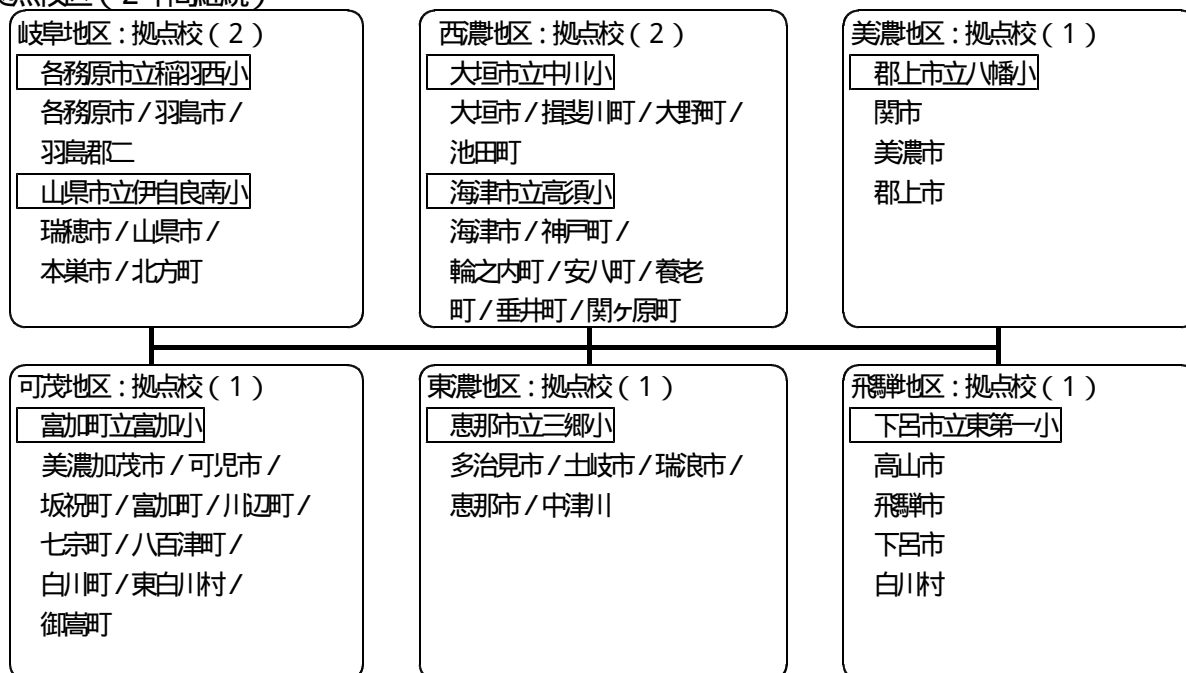 岐阜地区：拠点校(2)
各務原市立稲羽西小
各務原市/羽島市/
羽島郡二
山県市立伊自良南小
瑞穂市/山県市/
本巣市/北方町
西濃地区：拠点校(2)
大垣市立中川小
大垣市/揖斐川町/大野町/
池田町
海津市立高須小
海津市/神戸町/
輪之内町/安八町/養老
町/垂井町/関ヶ原町
美濃地区：拠点校(1)
郡上市立八幡小
関市
美濃市
郡上市
可茂地区：拠点校(1)
富加町立富加小
美濃加茂市/可児市/
坂祝町/富加町/川辺町/
七宗町/八百津町/
白川町/東白川村/
御嵩町
東濃地区：拠点校(1)
恵那市立三郷小
多治見市/土岐市/瑞浪市/
恵那市/中津川
飛騨地区：拠点校(1)
下呂市立東第一小
高山市
飛騨市
下呂市
白川村